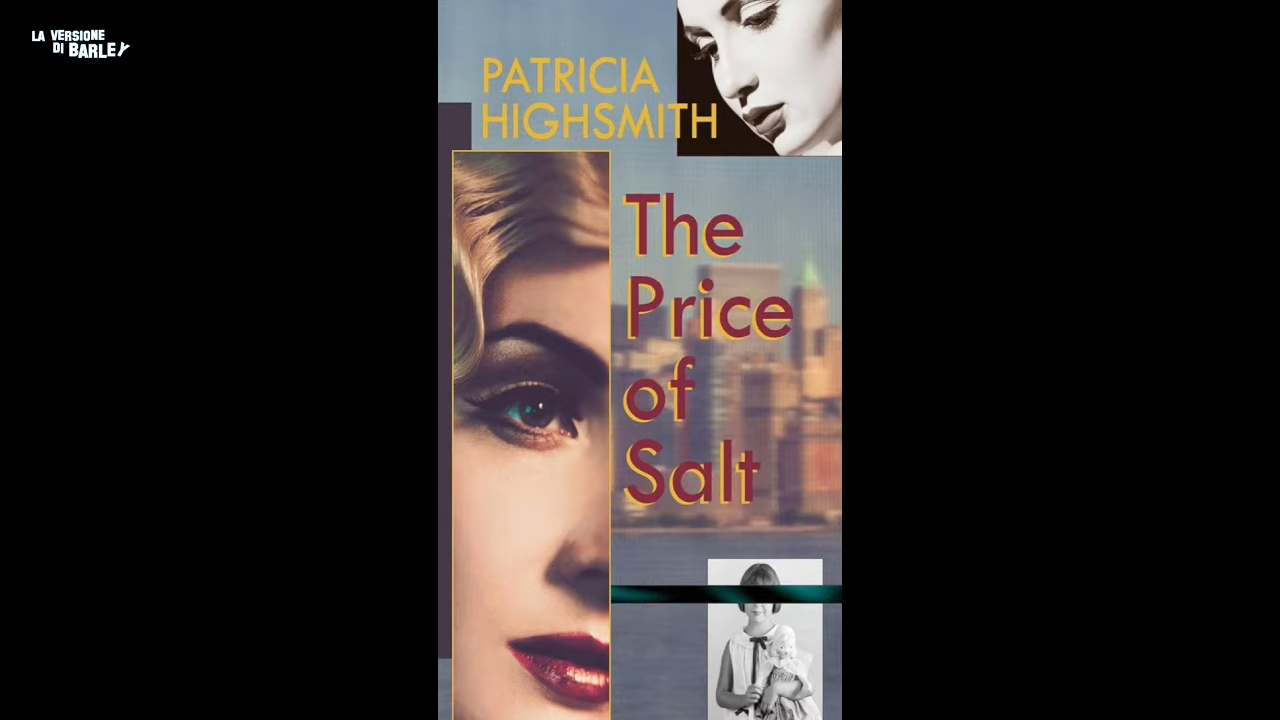 LA VERSIONE
DI BARLEY
PATRICIA
HIGHSMITH
The
Price
of
Salt